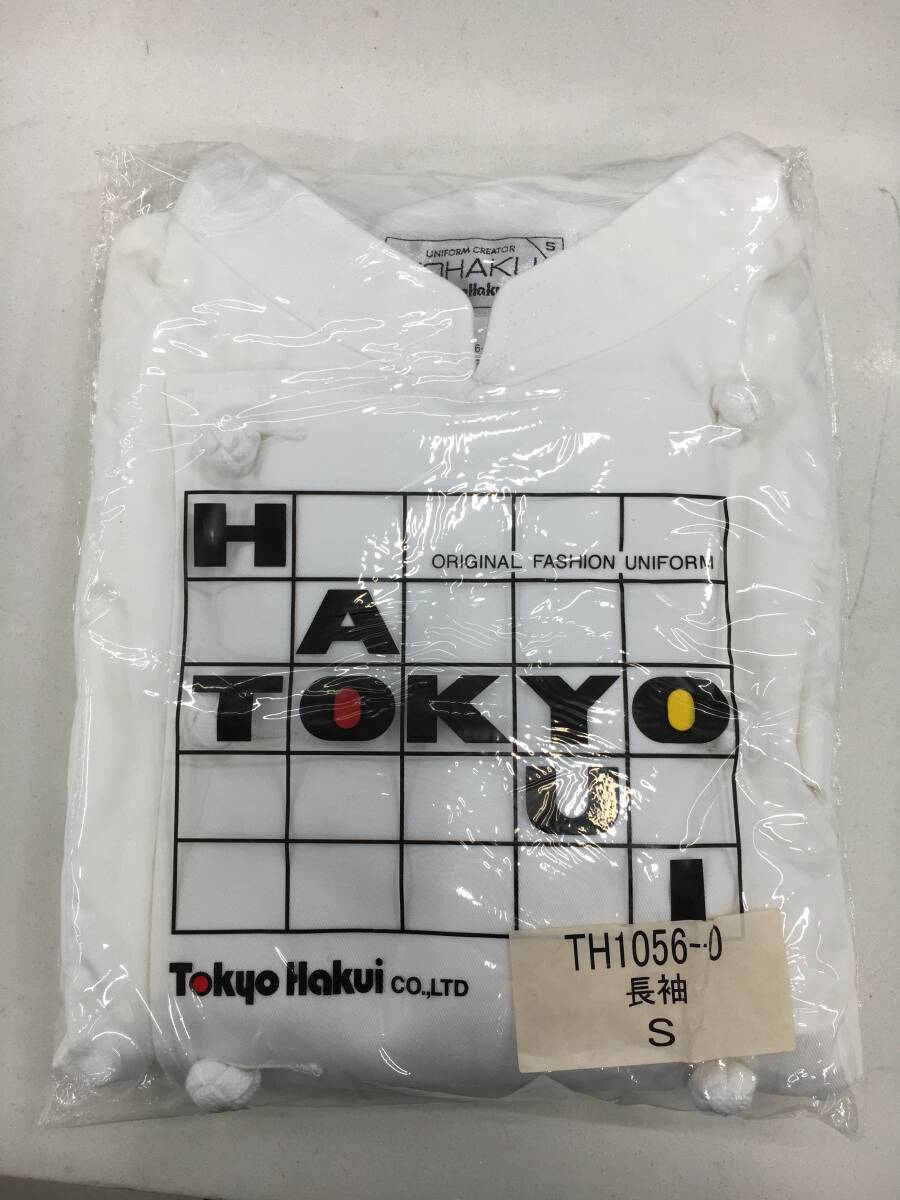 UNIFORM CREATOR
S
H
ORIGINAL FASHION UNIFORM
A
TOKYO
U
I
Tokyo Hakui CO.,LTD
TH1056-0
長袖
S